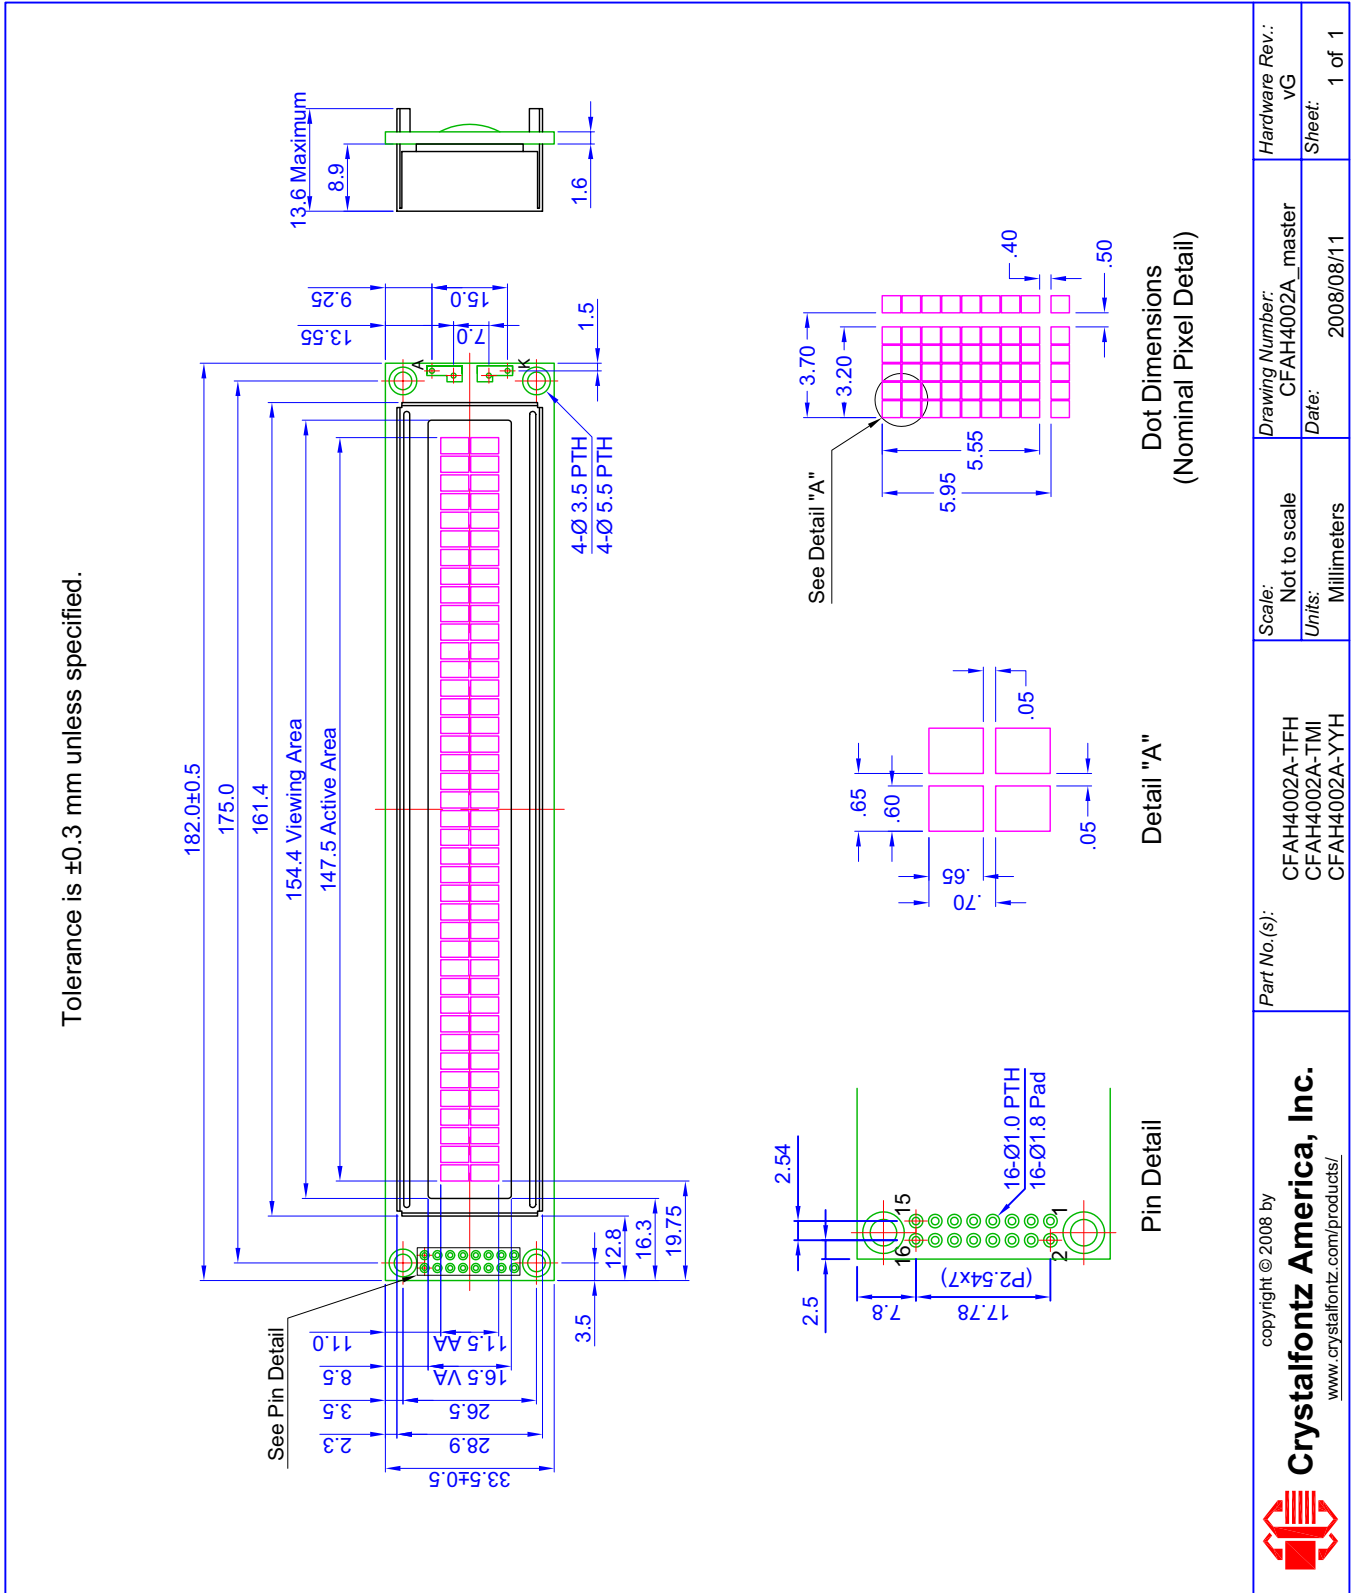 Tolerance is ±0.3 mm unless specified.
182.0±0.5
175.0
161.4
154.4 Viewing Area
147.5 Active Area
See Pin Detail
33.5±0.5
28.9
2.3
26.5
3.5
16.5 VA
8.5
11.5 AA
11.0
3.5
12.8
16.3
19.75
A
K
9.25
15.0
13.55
7.0
1.5
4-Ø 3.5 PTH
4-Ø 5.5 PTH
13.6 Maximum
8.9
1.6
2.5
2.54
7.8
17.78
(P2.54x7)
16
15
2
1
16-Ø1.0 PTH
16-Ø1.8 Pad
Pin Detail
.65
.60
.65
.70
.05
.05
Detail "A"
See Detail "A"
3.70
3.20
5.55
5.95
.40
.50
Dot Dimensions
(Nominal Pixel Detail)
copyright © 2008 by
Crystalfontz America, Inc.
www.crystalfontz.com/products/
Part No.(s):
CFAH4002A-TFH
CFAH4002A-TMI
CFAH4002A-YYH
Scale:
Not to scale
Units:
Millimeters
Drawing Number:
CFAH4002A_master
Date:
2008/08/11
Hardware Rev.:
vG
Sheet:
1 of 1